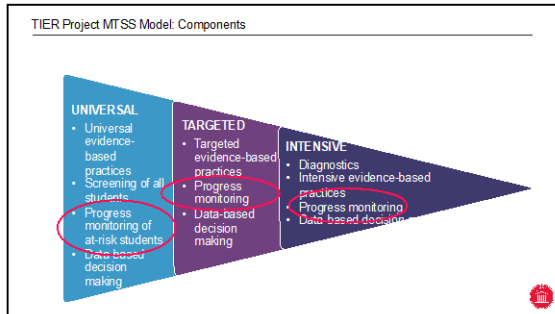 TIER Project MTSS Model: Components
UNIVERSAL
• Universal
evidence-
based
practices
• Screening of all
students
• Progress
monitoring of
at-risk students
• Data-based
decision
making
TARGETED
• Targeted
evidence-based
practices
• Progress
monitoring
• Data-based
decision
making
INTENSIVE
• Diagnostics
• Intensive evidence-based
practices
• Progress monitoring
• Data-based decision